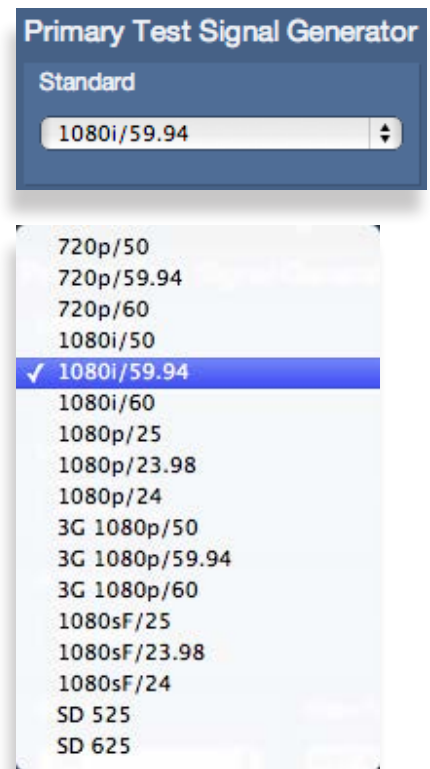 Primary Test Signal Generator
Standard
1080i/59.94
720p/50
720p/59.94
720p/60
1080i/50
✓ 1080i/59.94
1080i/60
1080p/25
1080p/23.98
1080p/24
3G 1080p/50
3G 1080p/59.94
3G 1080p/60
1080sF/25
1080sF/23.98
1080sF/24
SD 525
SD 625